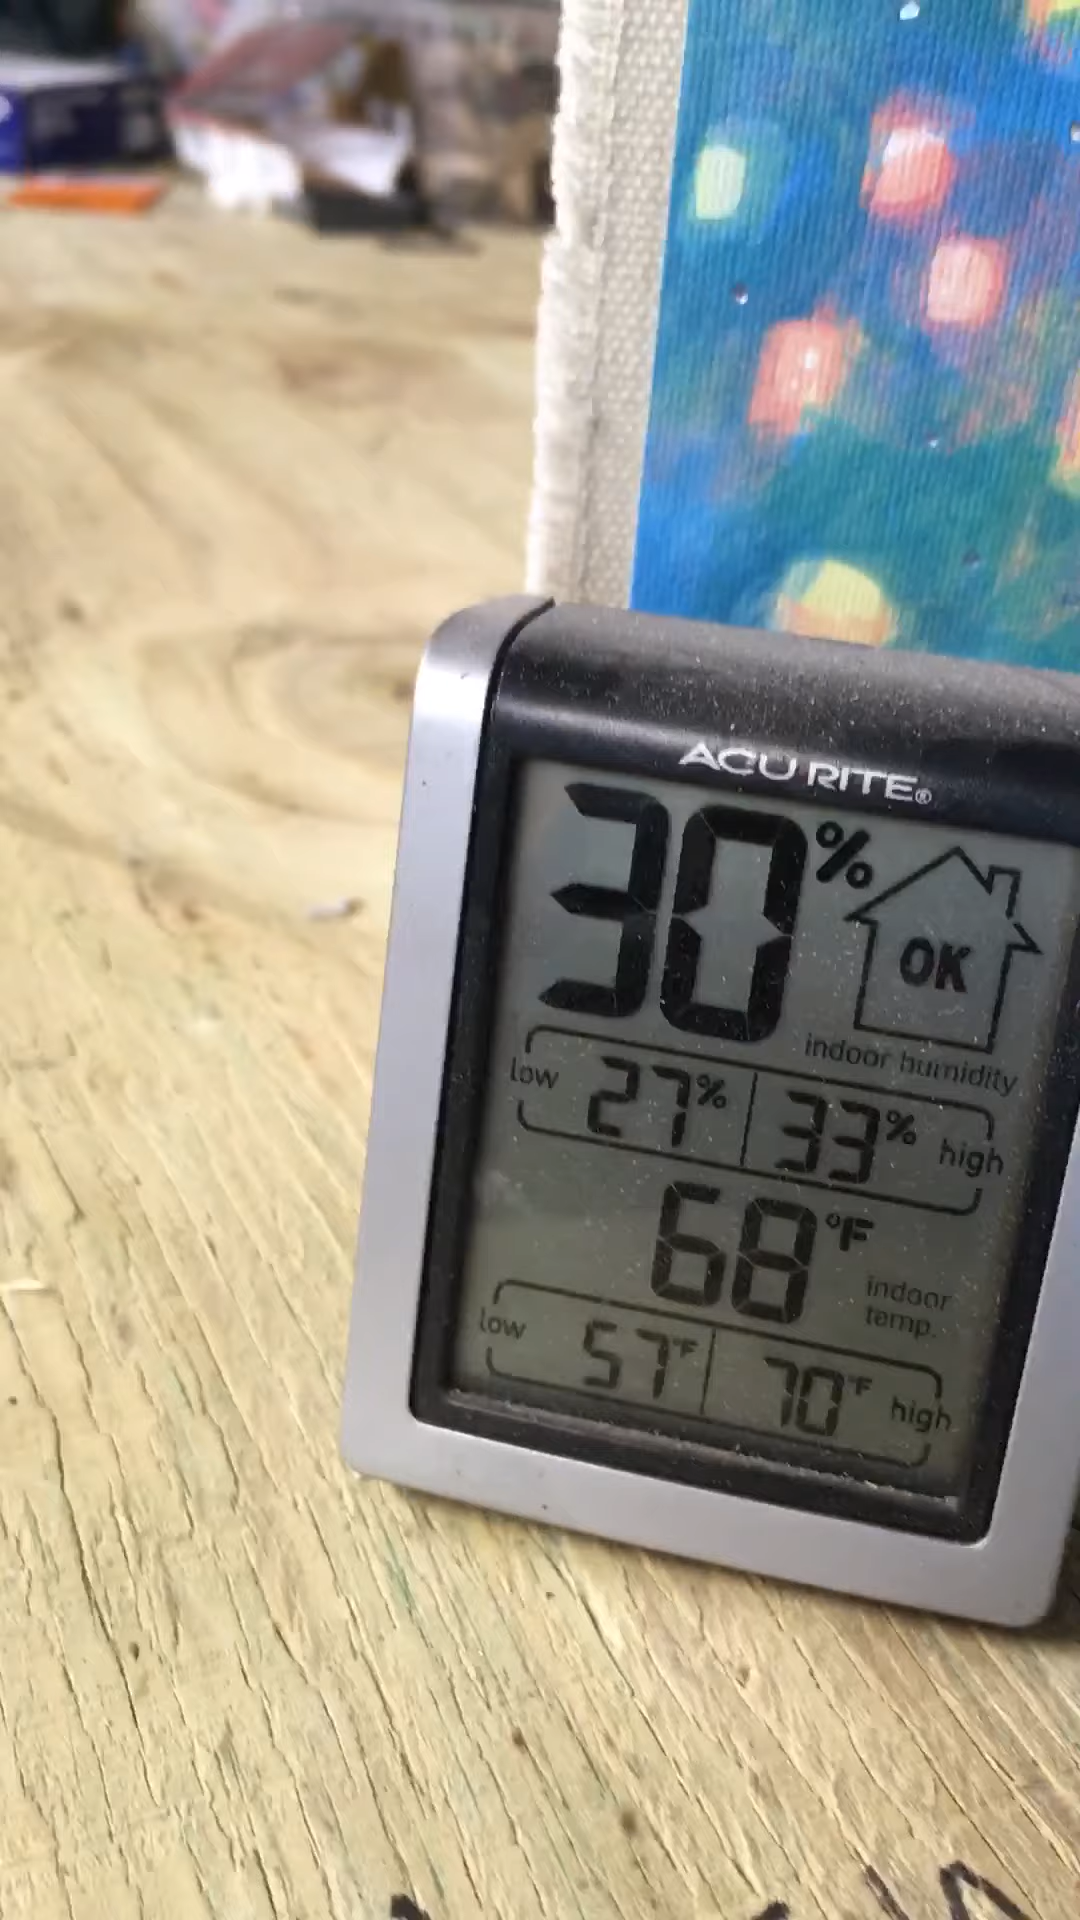 ACU RITE®
30%
OK
indoor humidity
low 27% 33% high
68°F
indoor
temp.
low 57°F 70°F high